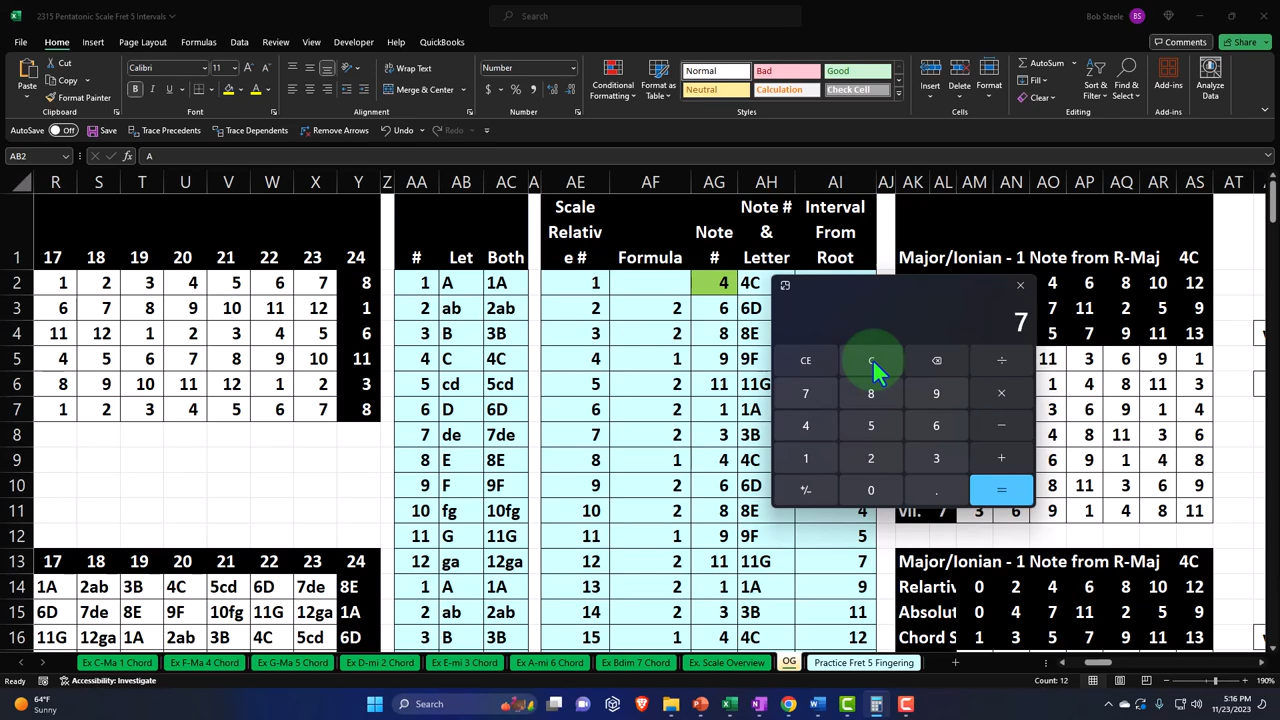 2315 Pentatonic Scale Fret 5 Intervals
Search
Bob Steele BS
File Home Insert Page Layout Formulas Data Review View Developer Help QuickBooks Comments Share
Paste Cut Copy Format Painter
Clipboard
Calibri 11
Font
Wrap Text
Merge & Center
Alignment
Number
Number
Conditional Formatting Format as Table
Normal Bad Good
Neutral Calculation Check Cell
Styles
Insert Delete Format
Cells
AutoSum
Fill
Clear
Sort & Filter Find & Select
Editing
Add-ins
Add-ins
Analyze Data
AutoSave Off Save Trace Precedents Trace Dependents Remove Arrows Undo Redo
AB2 fx A
R S T U V W X Y Z AA AB AC A AE AF AG AH AI AJ AK AL AM AN AO AP AQ AR AS AT
Scale Relativ e # Formula Note # Note # & Letter Interval From Root
1 17 18 19 20 21 22 23 24 # Let Both Major/Ionian - 1 Note from R-Maj 4C
2 1 2 3 4 5 6 7 8 1 A 1A 1 4 4C 4 6 8 10 12
3 6 7 8 9 10 11 12 1 2 ab 2ab 2 2 6 6D 7 11 2 5 9
4 11 12 1 2 3 4 5 6 3 B 3B 3 2 8 8E 5 7 9 11 13
5 4 5 6 7 8 9 10 11 4 C 4C 4 1 9 9F 11 3 6 9 1
6 8 9 10 11 12 1 2 3 5 cd 5cd 5 2 11 11G 1 4 8 11 3
7 1 2 3 4 5 6 7 8 6 D 6D 6 2 1 1A 3 6 9 1 4
8 7 de 7de 7 2 3 3B 4 8 11 3 6
9 8 E 8E 8 1 4 4C 6 9 1 4 8
10 9 F 9F 9 2 6 6D 8 11 3 6 9
11 10 fg 10fg 10 2 8 8E 4 vii. 7 3 6 9 1 4 8 11
12 11 G 11G 11 1 9 9F 5
13 17 18 19 20 21 22 23 24 12 ga 12ga 12 2 11 11G 7 Major/Ionian - 1 Note from R-Maj 4C
14 1A 2ab 3B 4C 5cd 6D 7de 8E 1 A 1A 13 2 1 1A 9 Relartiv 0 2 4 6 8 10 12
15 6D 7de 8E 9F 10fg 11G 12ga 1A 2 ab 2ab 14 2 3 3B 11 Absolut 0 4 7 11 2 5 9
16 11G 12ga 1A 2ab 3B 4C 5cd 6D 3 B 3B 15 1 4 4C 12 Chord S 1 3 5 7 9 11 13
7
CE C ⌫ ÷
7 8 9 ×
4 5 6 −
1 2 3 +
+/− 0 . =
Ex C-Ma 1 Chord Ex F-Ma 4 Chord Ex G-Ma 5 Chord Ex D-mi 2 Chord Ex E-mi 3 Chord Ex A-mi 6 Chord Ex Bdim 7 Chord Ex. Scale Overview OG Practice Fret 5 Fingering
Ready Accessibility: Investigate Count: 12 190%
64°F
Sunny
Search
5:16 PM
11/23/2023